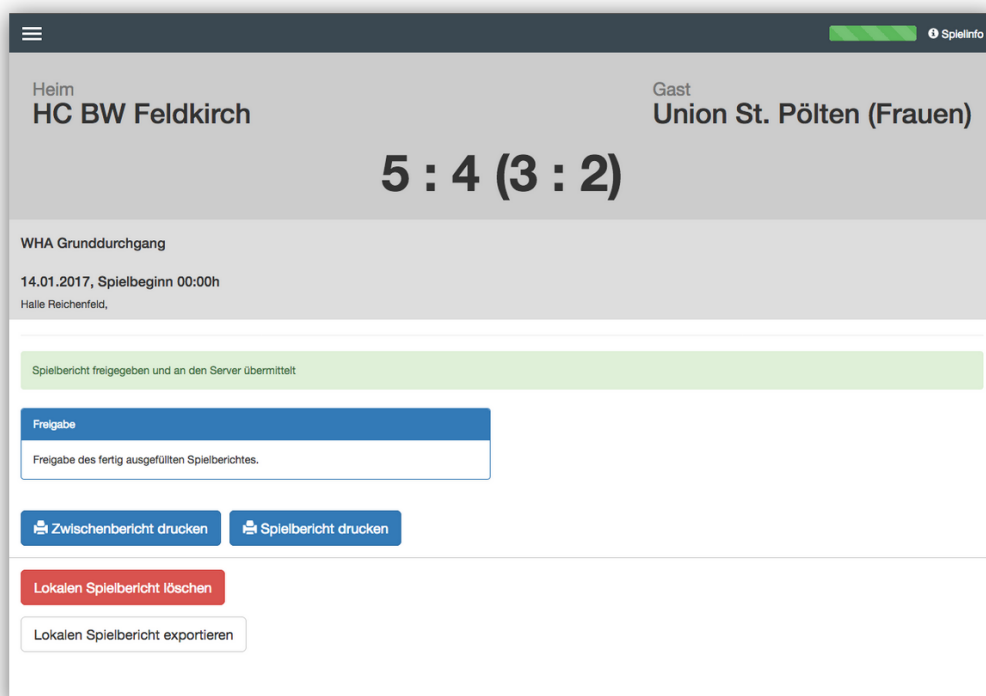 Spielinfo
Heim
HC BW Feldkirch
Gast
Union St. Pölten (Frauen)
5 : 4 (3 : 2)
WHA Grunddurchgang
14.01.2017, Spielbeginn 00:00h
Halle Reichenfeld,
Spielbericht freigegeben und an den Server übermittelt
Freigabe
Freigabe des fertig ausgefüllten Spielberichtes.
Zwischenbericht drucken
Spielbericht drucken
Lokalen Spielbericht löschen
Lokalen Spielbericht exportieren